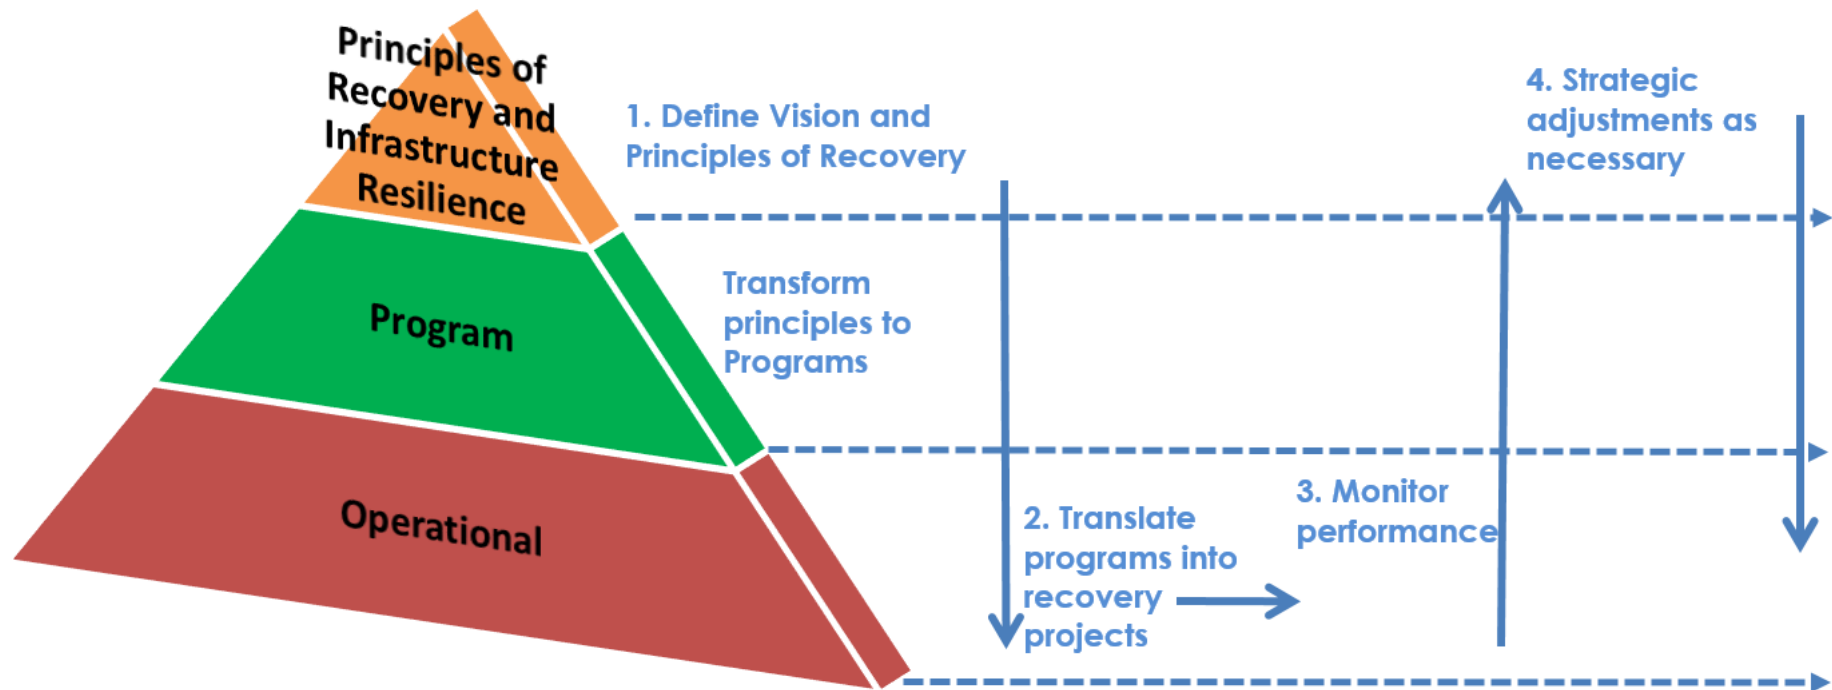 Principles of
Recovery and
Infrastructure
Resilience
Program
Operational
1. Define Vision and
Principles of Recovery
Transform
principles to
Programs
2. Translate
programs into
recovery
projects
3. Monitor
performance
4. Strategic
adjustments as
necessary